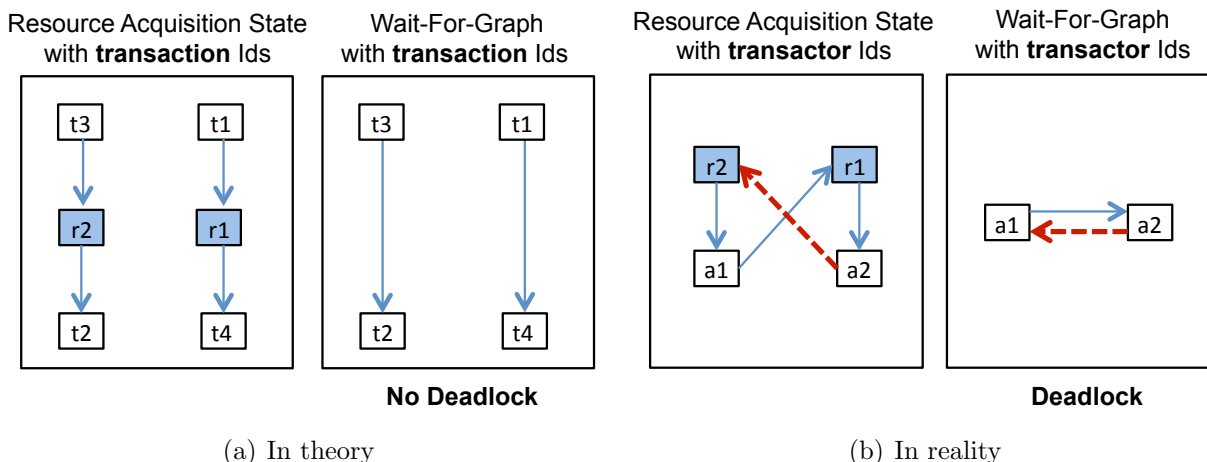 Resource Acquisition State
with transaction Ids
Wait-For-Graph
with transaction Ids
t3
t1
r2
r1
t2
t4
t3
t1
t2
t4
No Deadlock
(a) In theory
Resource Acquisition State
with transactor Ids
Wait-For-Graph
with transactor Ids
r2
r1
a1
a2
a1
a2
Deadlock
(b) In reality